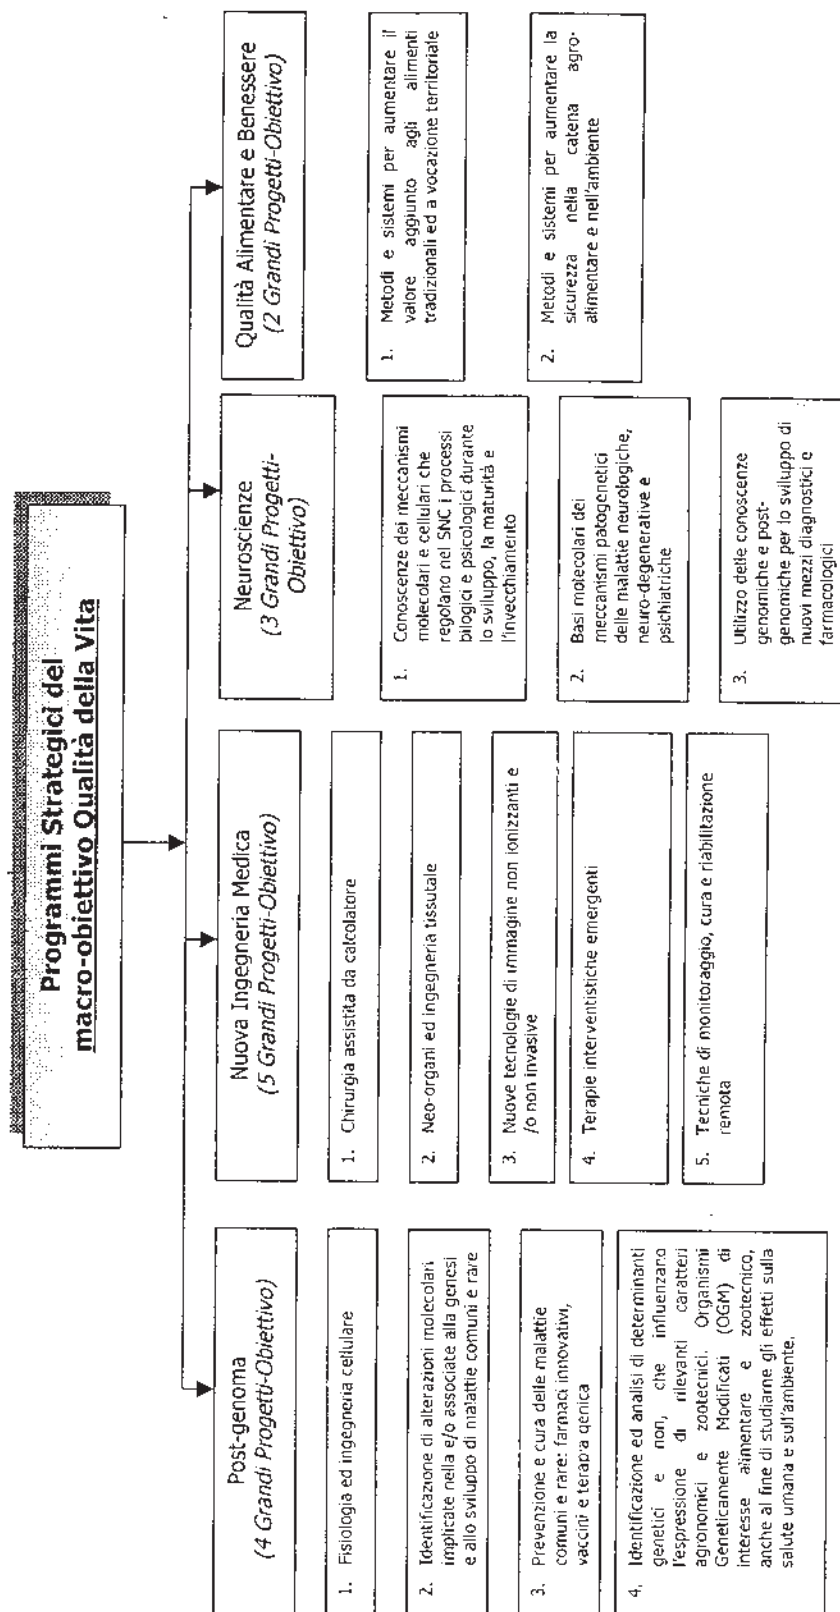 Programmi Strategici del
macro-obiettivo Qualità della Vita
Post-genoma
(4 Grandi Progetti-Obiettivo)
1. Fisiologia ed ingegneria cellulare
2. Identificazione di alterazioni molecolari
implicate nella e/o associate alla genesi
e allo sviluppo di malattie comuni e rare
3. Prevenzione e cura delle malattie
comuni e rare: farmaci innovativi,
vaccini e terapia genica
4. Identificazione ed analisi di determinanti
genetici e non, che influenzano
l'espressione di rilevanti caratteri
agronomici e zootecnici. Organismi
Geneticamente Modificati (OGM) di
interesse alimentare e zootecnico,
anche al fine di studiarne gli effetti sulla
salute umana e sull'ambiente.
Nuova Ingegneria Medica
(5 Grandi Progetti-Obiettivo)
1. Chirurgia assistita da calcolatore
2. Neo-organi ed ingegneria tissutale
3. Nuove tecnologie di immagine non ionizzanti e
/o non invasive
4. Terapie interventistiche emergenti
5. Tecniche di monitoraggio, cura e riabilitazione
remota
Neuroscienze
(3 Grandi Progetti-
Obiettivo)
1. Conoscenze dei meccanismi
molecolari e cellulari che
regolano nel SNC i processi
bilogici e psicologici durante
lo sviluppo, la maturità e
l'invecchiamento
2. Basi molecolari dei
meccanismi patogenetici
delle malattie neurologiche,
neuro-degenerative e
psichiatriche
3. Utilizzo delle conoscenze
genomiche e post-
genomiche per lo sviluppo di
nuovi mezzi diagnostici e
farmacologici
Qualità Alimentare e Benessere
(2 Grandi Progetti-Obiettivo)
1. Metodi e sistemi per aumentare il
valore aggiunto agli alimenti
tradizionali ed a vocazione territoriale
2. Metodi e sistemi per aumentare la
sicurezza nella catena agro-
alimentare e nell'ambiente